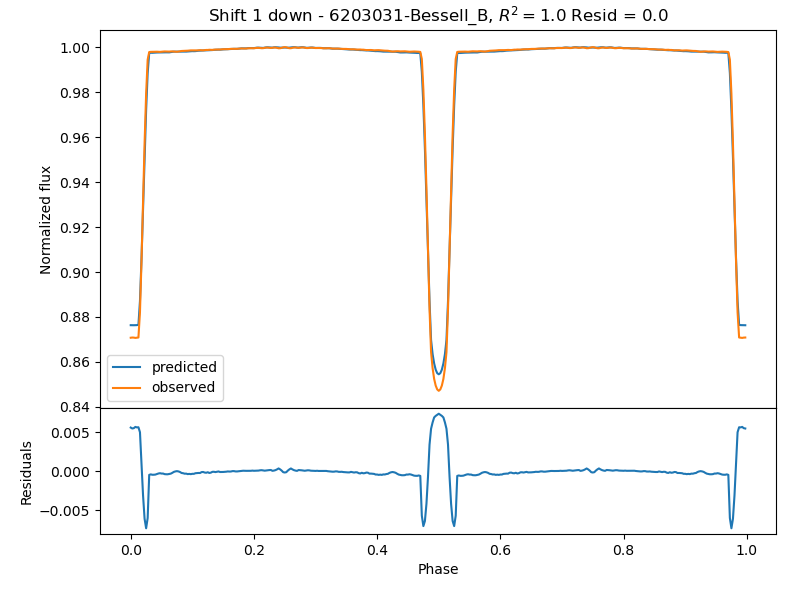 Shift 1 down - 6203031-Bessell_B, R² = 1.0 Resid = 0.0
Normalized flux
1.00
0.98
0.96
0.94
0.92
0.90
0.88
0.86
0.84
predicted
observed
Residuals
0.005
0.000
−0.005
0.0 0.2 0.4 0.6 0.8 1.0
Phase